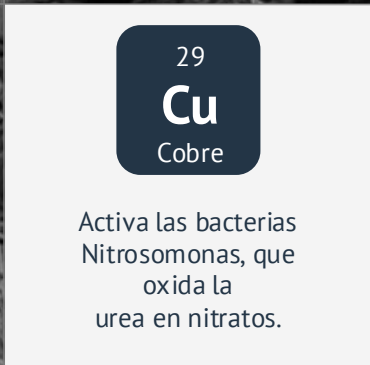 29
Cu
Cobre
Activa las bacterias
Nitrosomonas, que
oxida la
urea en nitratos.